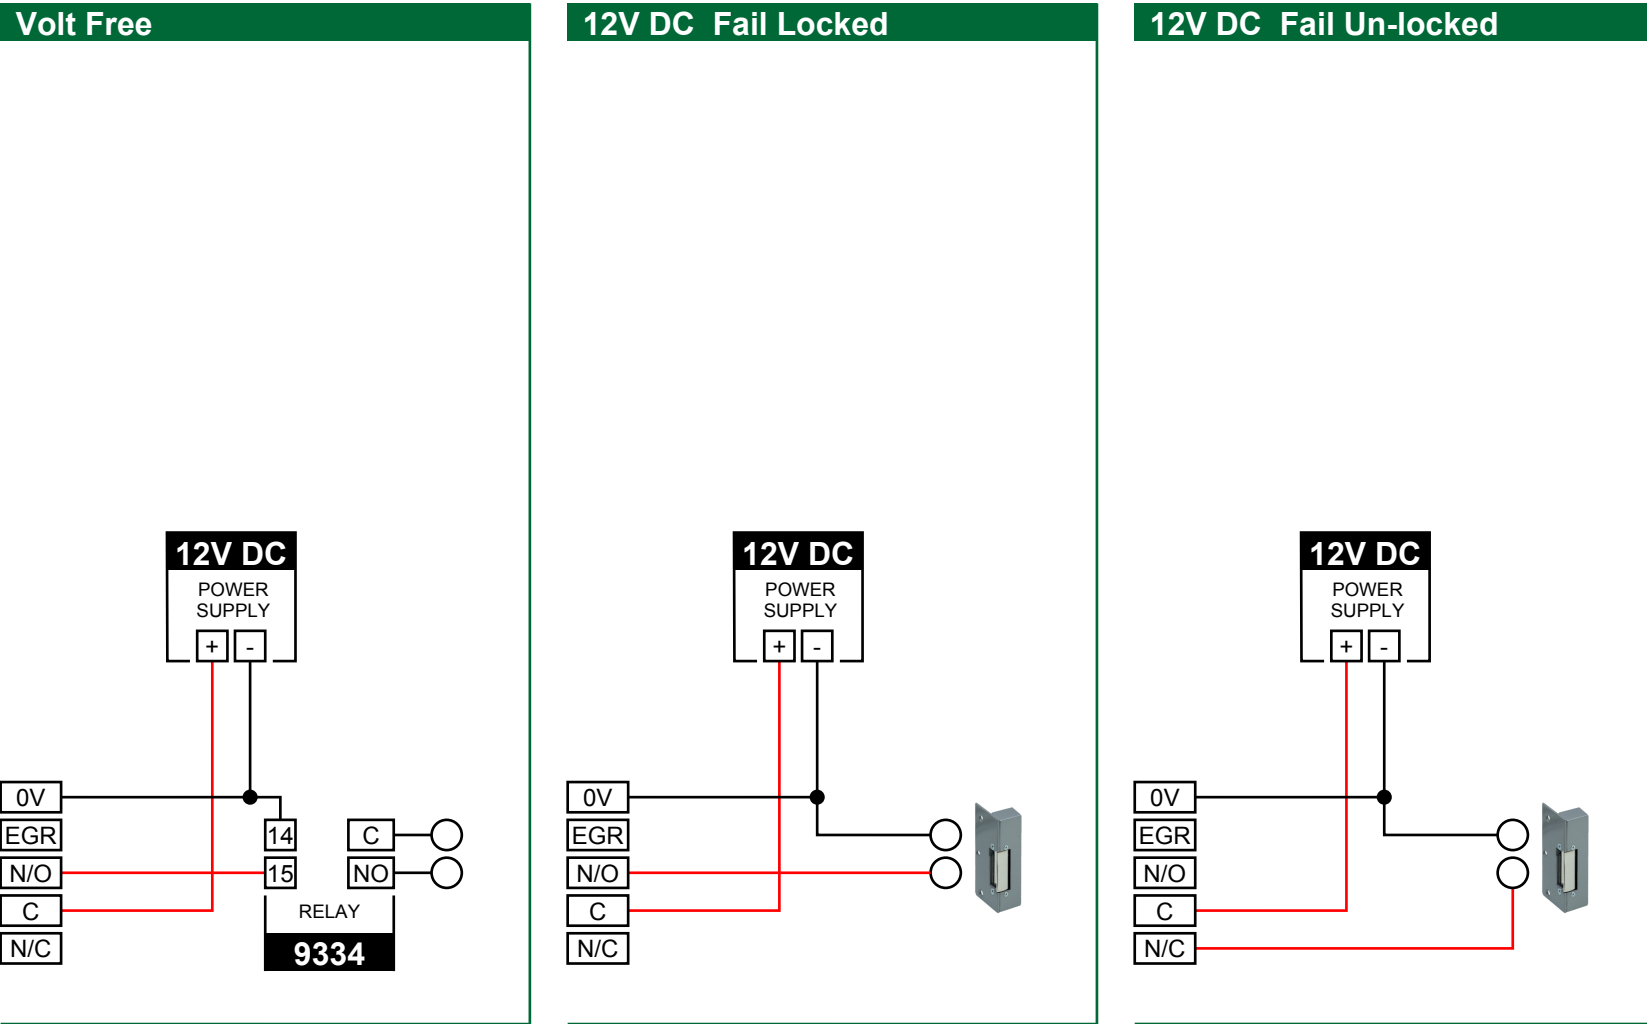 Volt Free
12V DC
POWER
SUPPLY
+ -
0V
EGR
N/O
C
N/C
14
15
C
NO
RELAY
9334
12V DC Fail Locked
12V DC
POWER
SUPPLY
+ -
0V
EGR
N/O
C
N/C
12V DC Fail Un-locked
12V DC
POWER
SUPPLY
+ -
0V
EGR
N/O
C
N/C